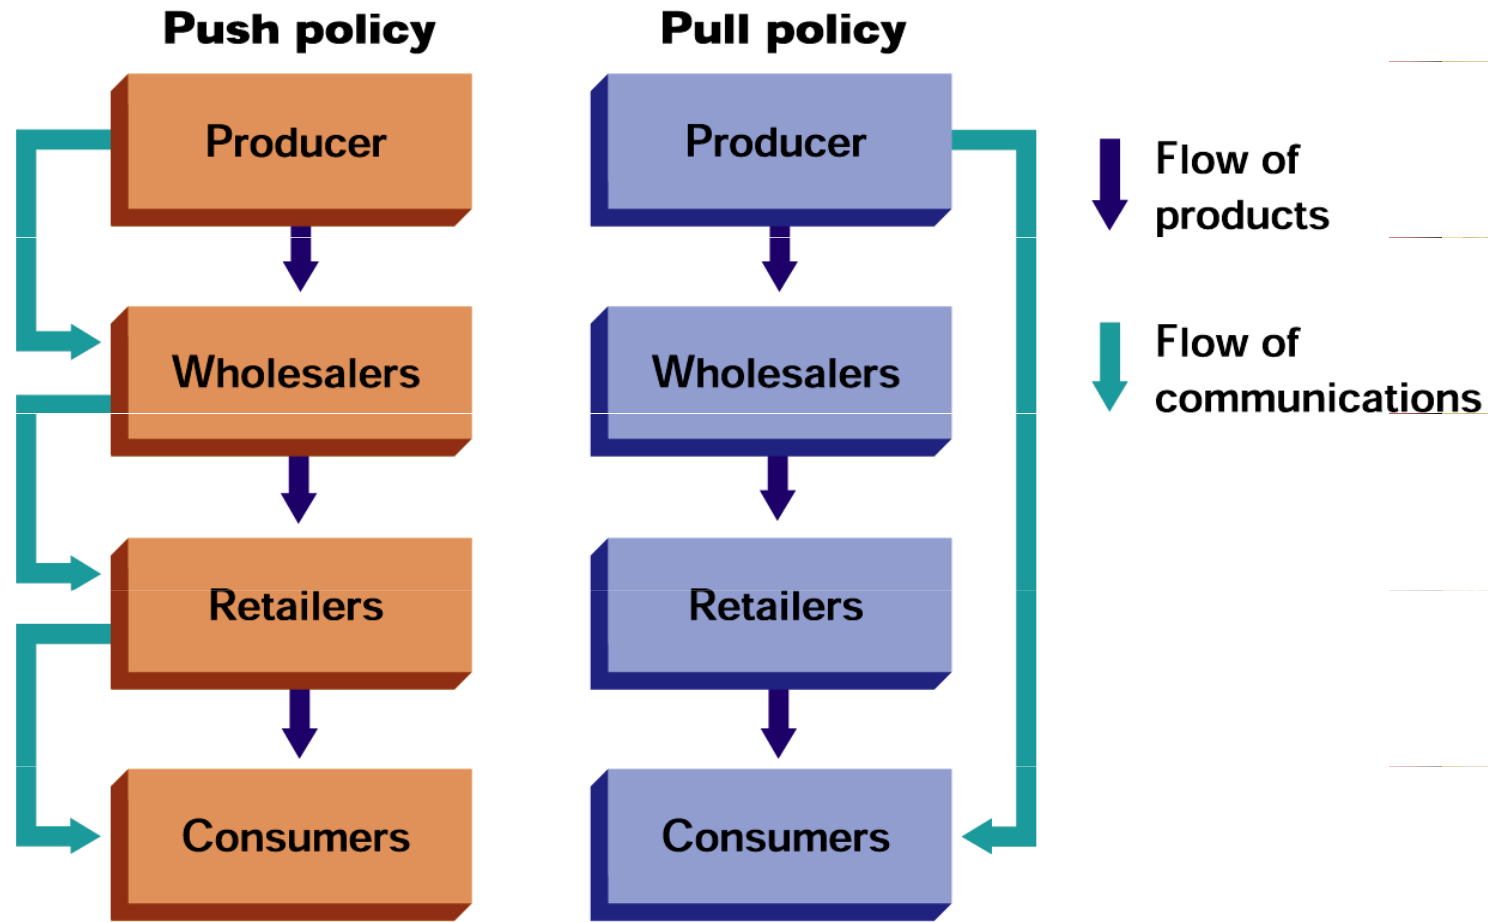 Push policy
Producer
Wholesalers
Retailers
Consumers
Pull policy
Producer
Wholesalers
Retailers
Consumers
Flow of
products
Flow of
communications